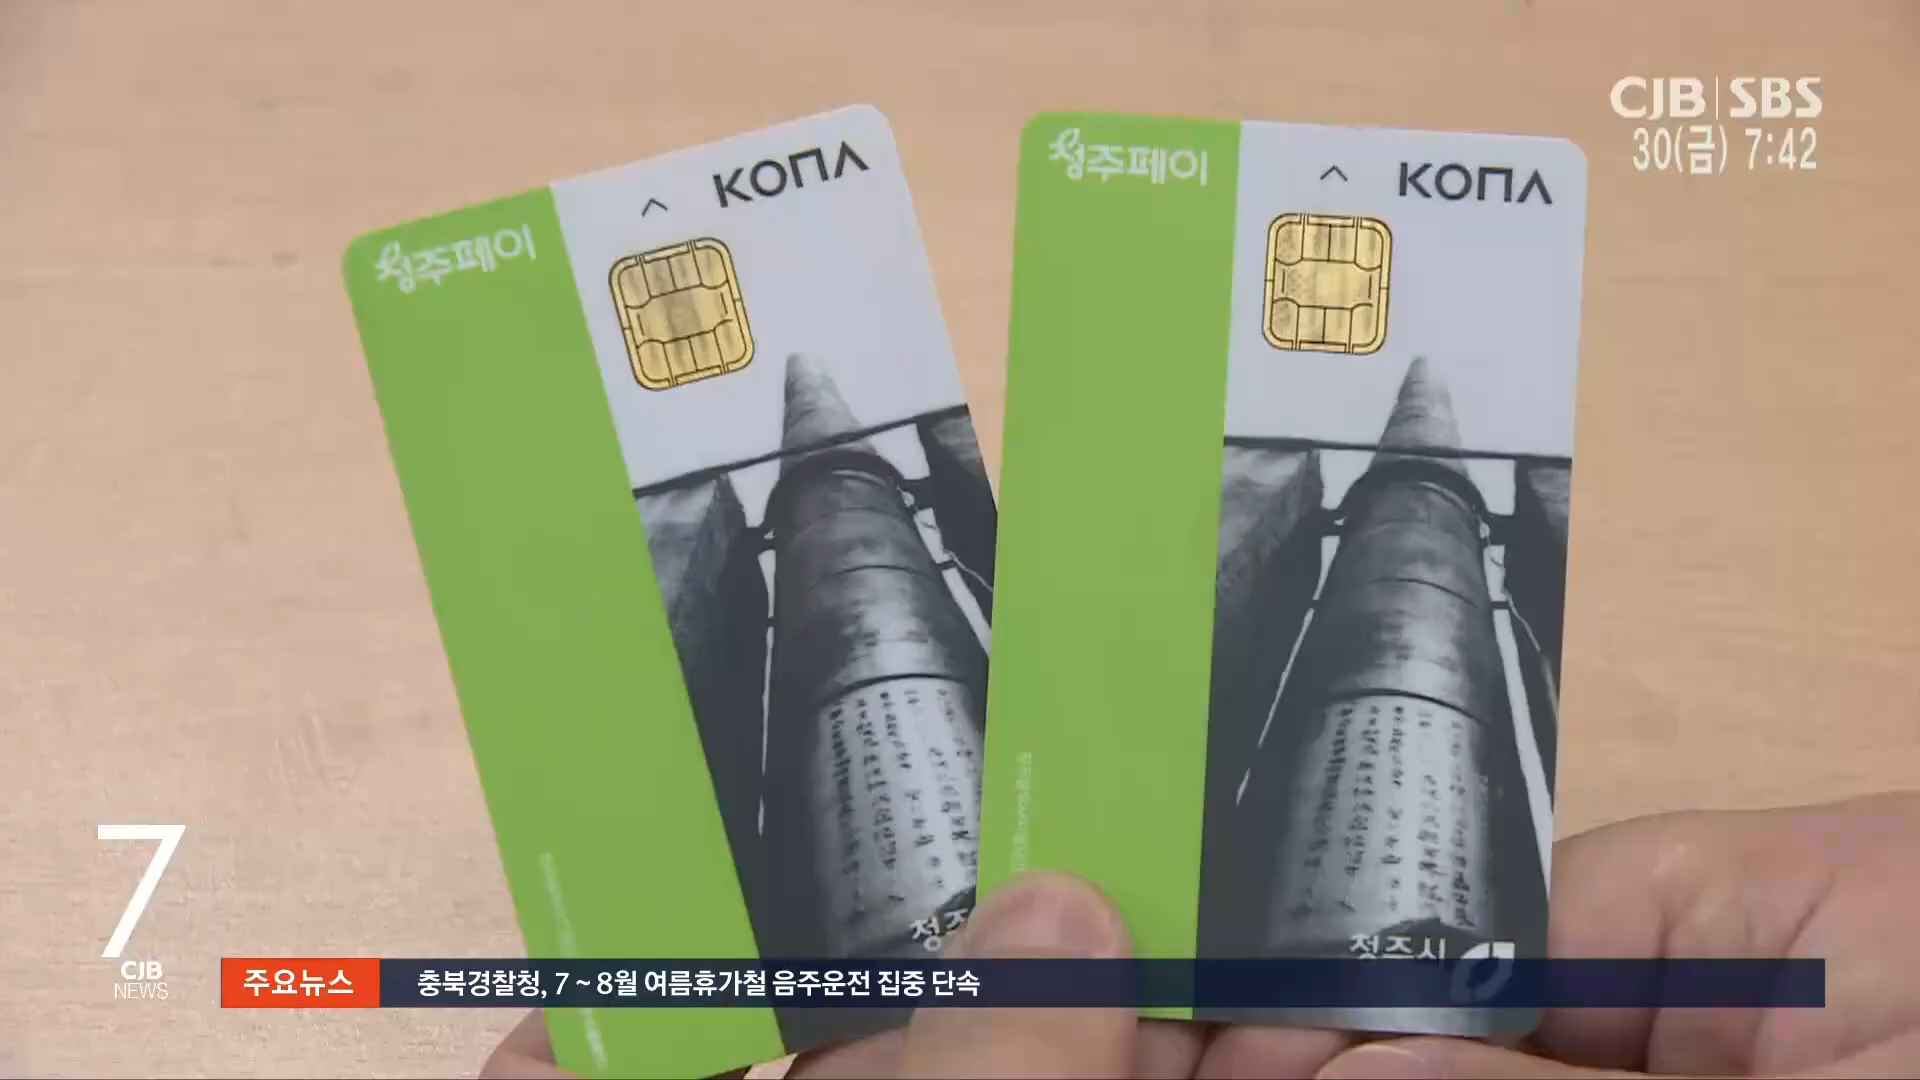 CJB SBS
30(금) 7:42
청주페이
KONA
청주페이
KONA
청주
청주시
7
CJB
NEWS
주요뉴스
충북경찰청, 7 ~ 8월 여름휴가철 음주운전 집중 단속